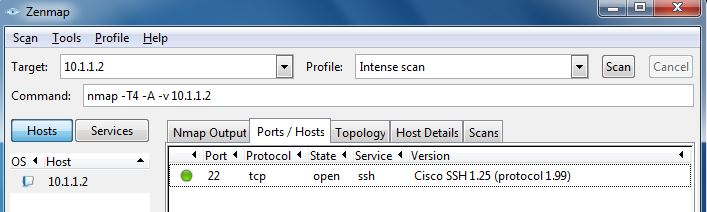 Zenmap
Scan Tools Profile Help
Target: 10.1.1.2 Profile: Intense scan Scan Cancel
Command: nmap -T4 -A -v 10.1.1.2
Hosts Services Nmap Output Ports / Hosts Topology Host Details Scans
OS Host Port Protocol State Service Version
10.1.1.2 22 tcp open ssh Cisco SSH 1.25 (protocol 1.99)